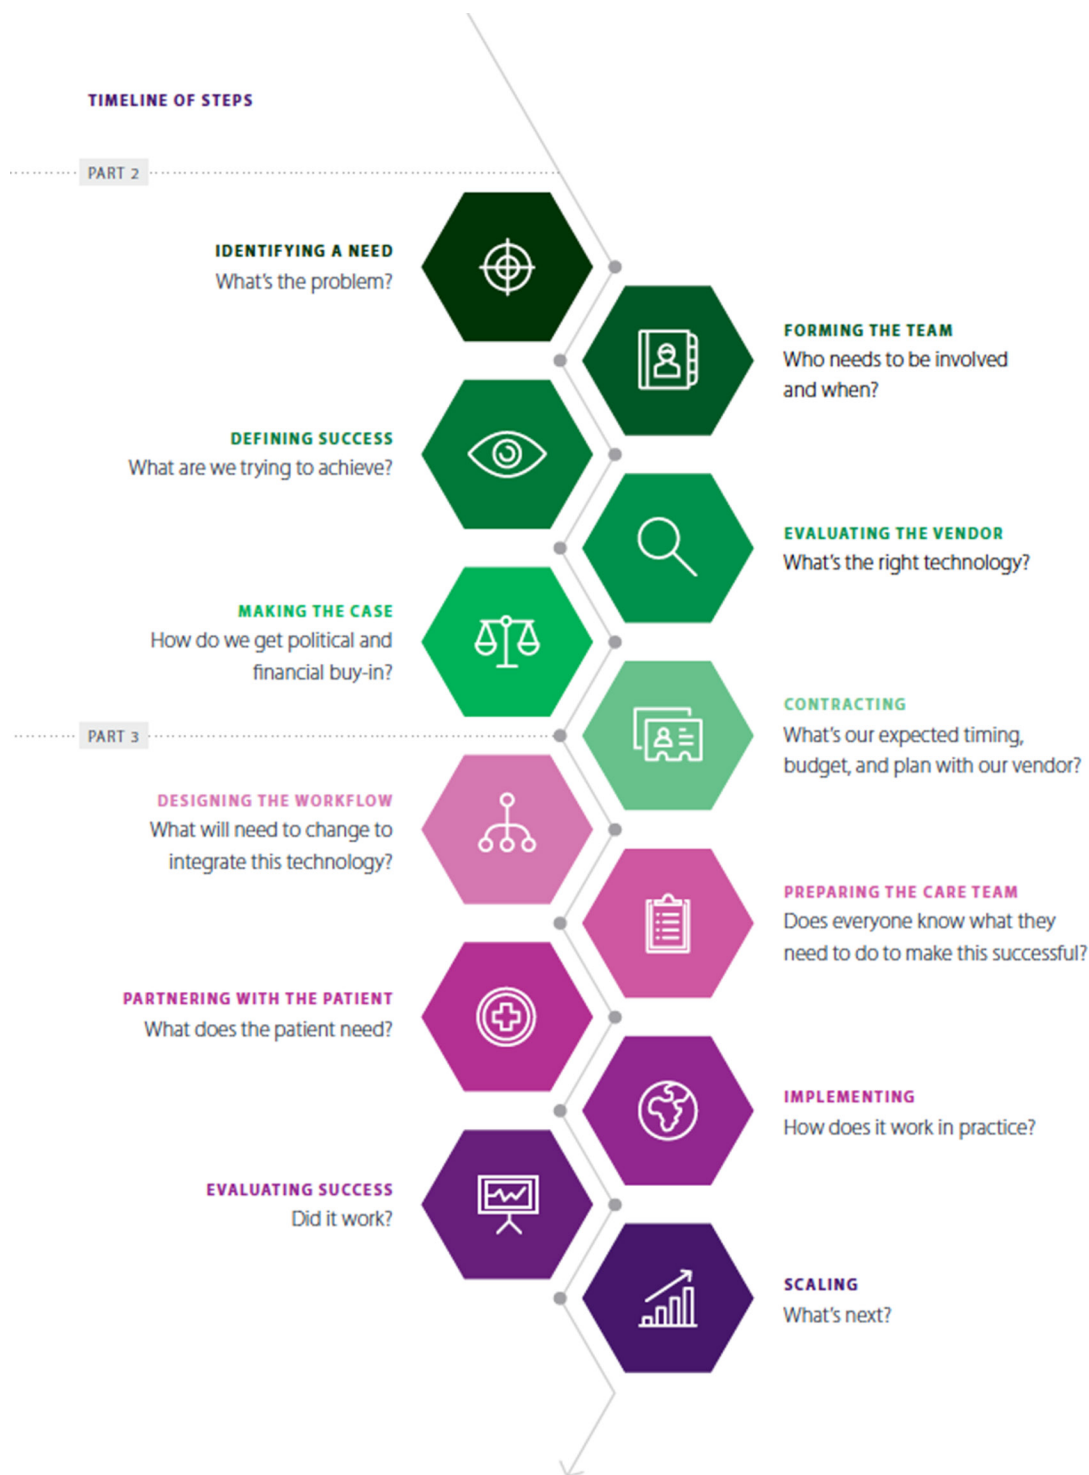 TIMELINE OF STEPS
PART 2
IDENTIFYING A NEED
What's the problem?
FORMING THE TEAM
Who needs to be involved
and when?
DEFINING SUCCESS
What are we trying to achieve?
EVALUATING THE VENDOR
What's the right technology?
MAKING THE CASE
How do we get political and
financial buy-in?
CONTRACTING
What's our expected timing,
budget, and plan with our vendor?
PART 3
DESIGNING THE WORKFLOW
What will need to change to
integrate this technology?
PREPARING THE CARE TEAM
Does everyone know what they
need to do to make this successful?
PARTNERING WITH THE PATIENT
What does the patient need?
IMPLEMENTING
How does it work in practice?
EVALUATING SUCCESS
Did it work?
SCALING
What's next?